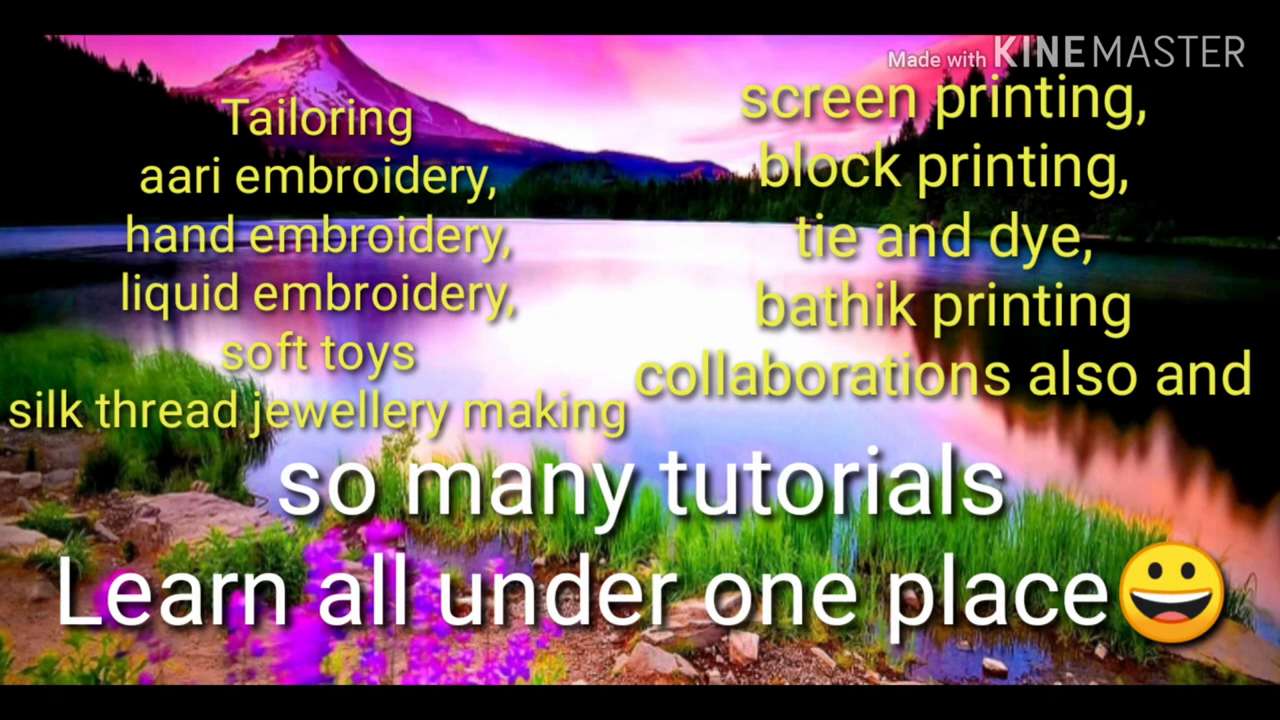 Made with KINEMASTER
Tailoring
aari embroidery,
hand embroidery,
liquid embroidery,
soft toys
silk thread jewellery making
screen printing,
block printing,
tie and dye,
bathik printing
collaborations also and
so many tutorials
Learn all under one place😀